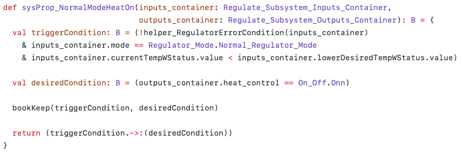 def sysProp_NormalModeHeatOn(inputs_container: Regulate_Subsystem_Inputs_Container,
outputs_container: Regulate_Subsystem_Outputs_Container): B = {
val triggerCondition: B = (!helper_RegulatorErrorCondition(inputs_container)
& inputs_container.mode == Regulator_Mode.Normal_Regulator_Mode
& inputs_container.currentTempWStatus.value < inputs_container.lowerDesiredTempWStatus.value)
val desiredCondition: B = (outputs_container.heat_control == On_Off.Onn)
bookKeep(triggerCondition, desiredCondition)
return (triggerCondition.->:(desiredCondition))
}